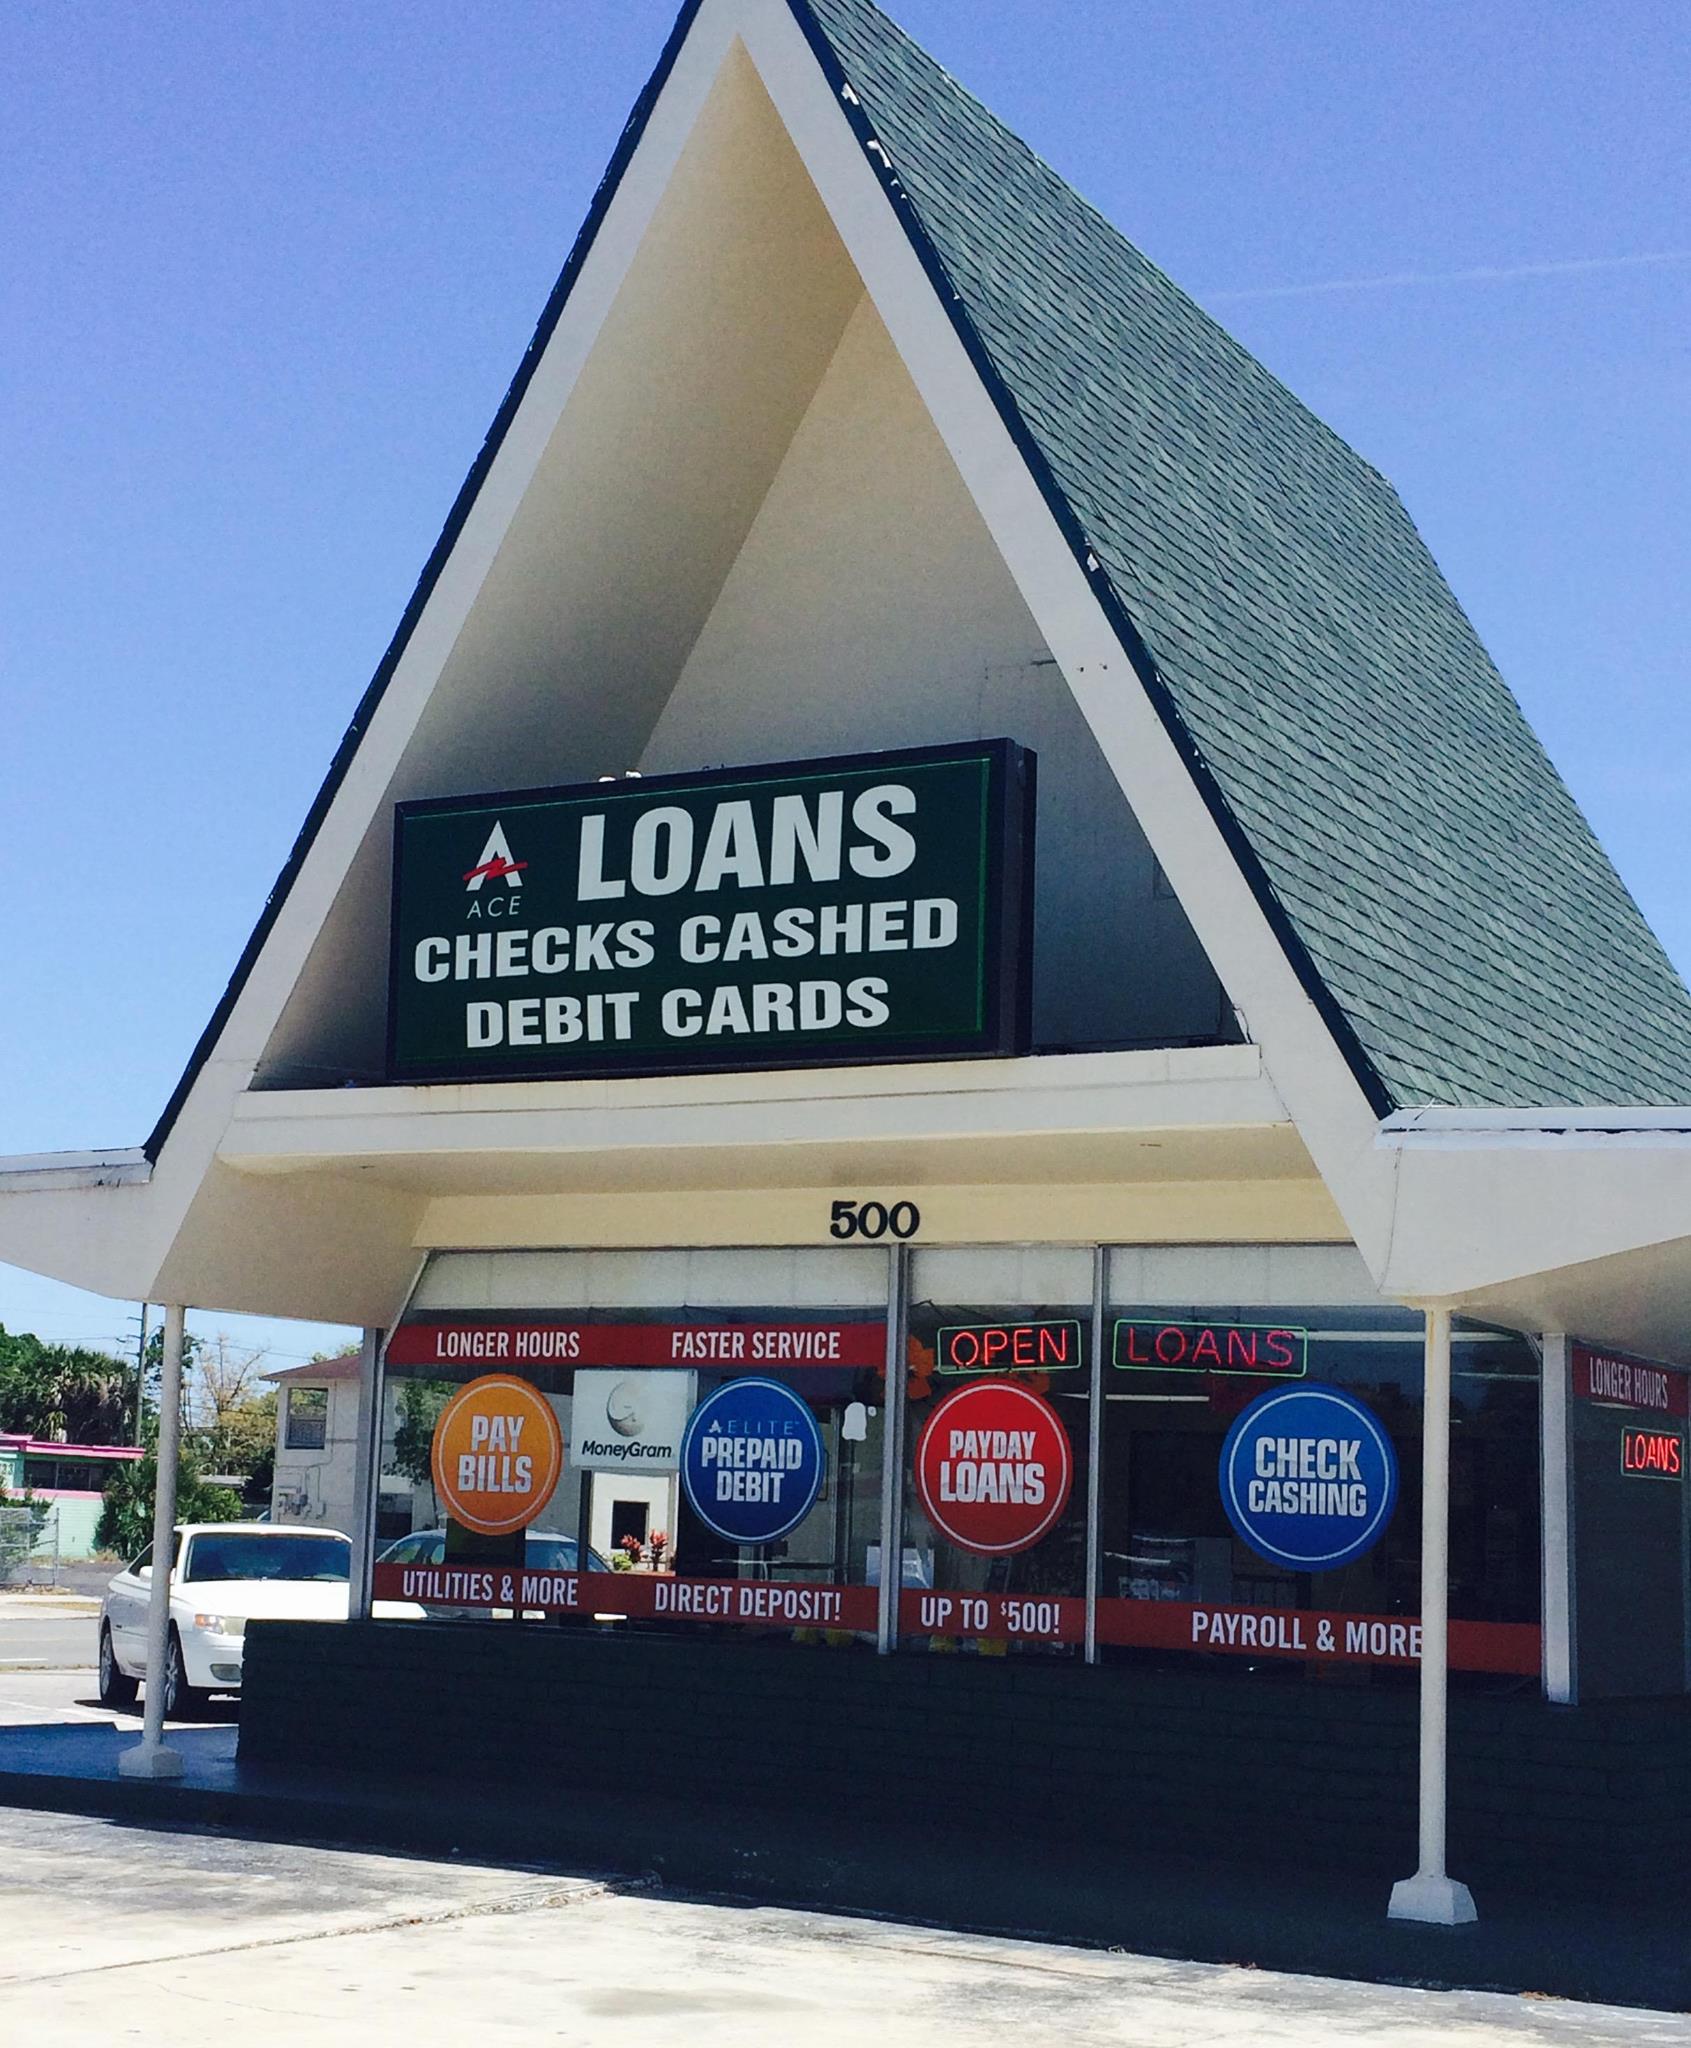 LOANS
ACE
CHECKS CASHED
DEBIT CARDS
500
LONGER HOURS
FASTER SERVICE
OPEN
LOANS
LONGER HOURS
PAY
BILLS
MoneyGram
AELITE
PREPAID
DEBIT
PAYDAY
LOANS
CHECK
CASHING
LOANS
UTILITIES & MORE
DIRECT DEPOSIT!
UP TO $500!
PAYROLL & MORE